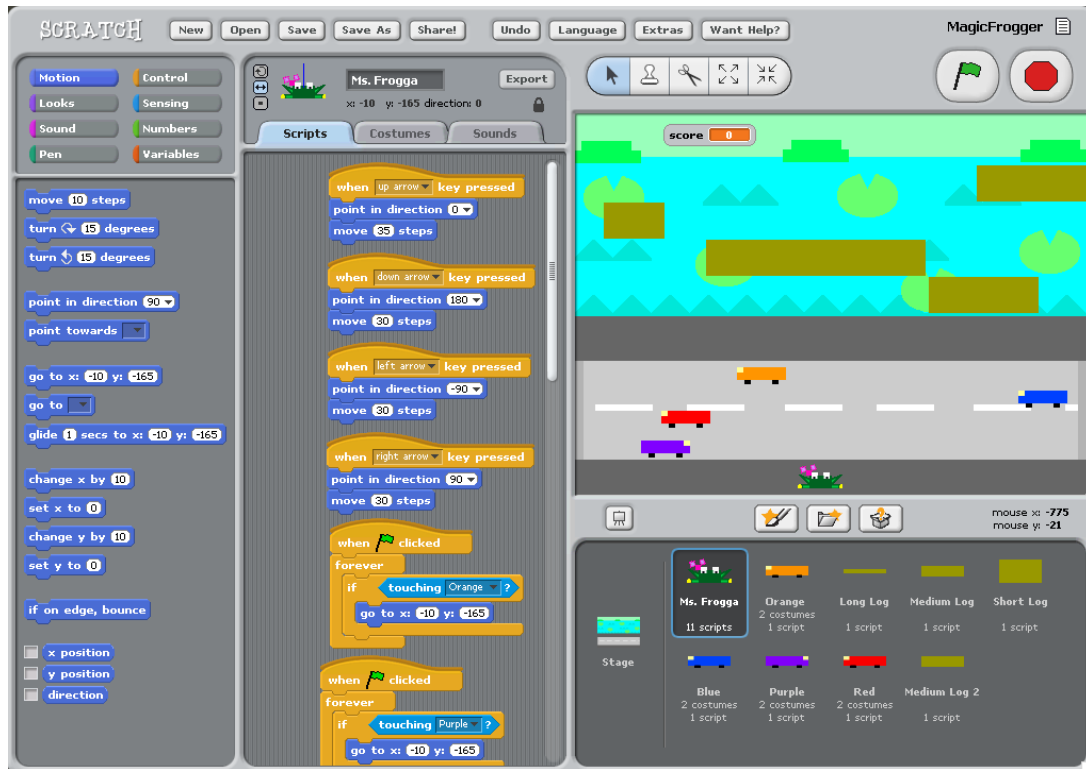 SCRATCH New Open Save Save As Share! Undo Language Extras Want Help? MagicFrogger
Motion Control
Looks Sensing
Sound Numbers
Pen Variables
Ms. Frogga Export
x: -10 y: -165 direction: 0
Scripts Costumes Sounds
move 10 steps
turn 15 degrees
turn 15 degrees
point in direction 90
point towards
go to x: -10 y: -165
go to
glide 1 secs to x: -10 y: -165
change x by 10
set x to 0
change y by 10
set y to 0
if on edge, bounce
x position
y position
direction
when up arrow key pressed
point in direction 0
move 35 steps
when down arrow key pressed
point in direction 180
move 30 steps
when left arrow key pressed
point in direction -90
move 30 steps
when right arrow key pressed
point in direction 90
move 30 steps
when clicked
forever
if touching Orange ?
go to x: -10 y: -165
when clicked
forever
if touching Purple ?
go to x: -10 y: -165
score 0
mouse x: -775
mouse y: -21
Stage
Ms. Frogga Orange Long Log Medium Log Short Log
2 costumes
11 scripts 1 script 1 script 1 script 1 script
Blue Purple Red Medium Log 2
2 costumes 2 costumes 2 costumes
1 script 1 script 1 script 1 script